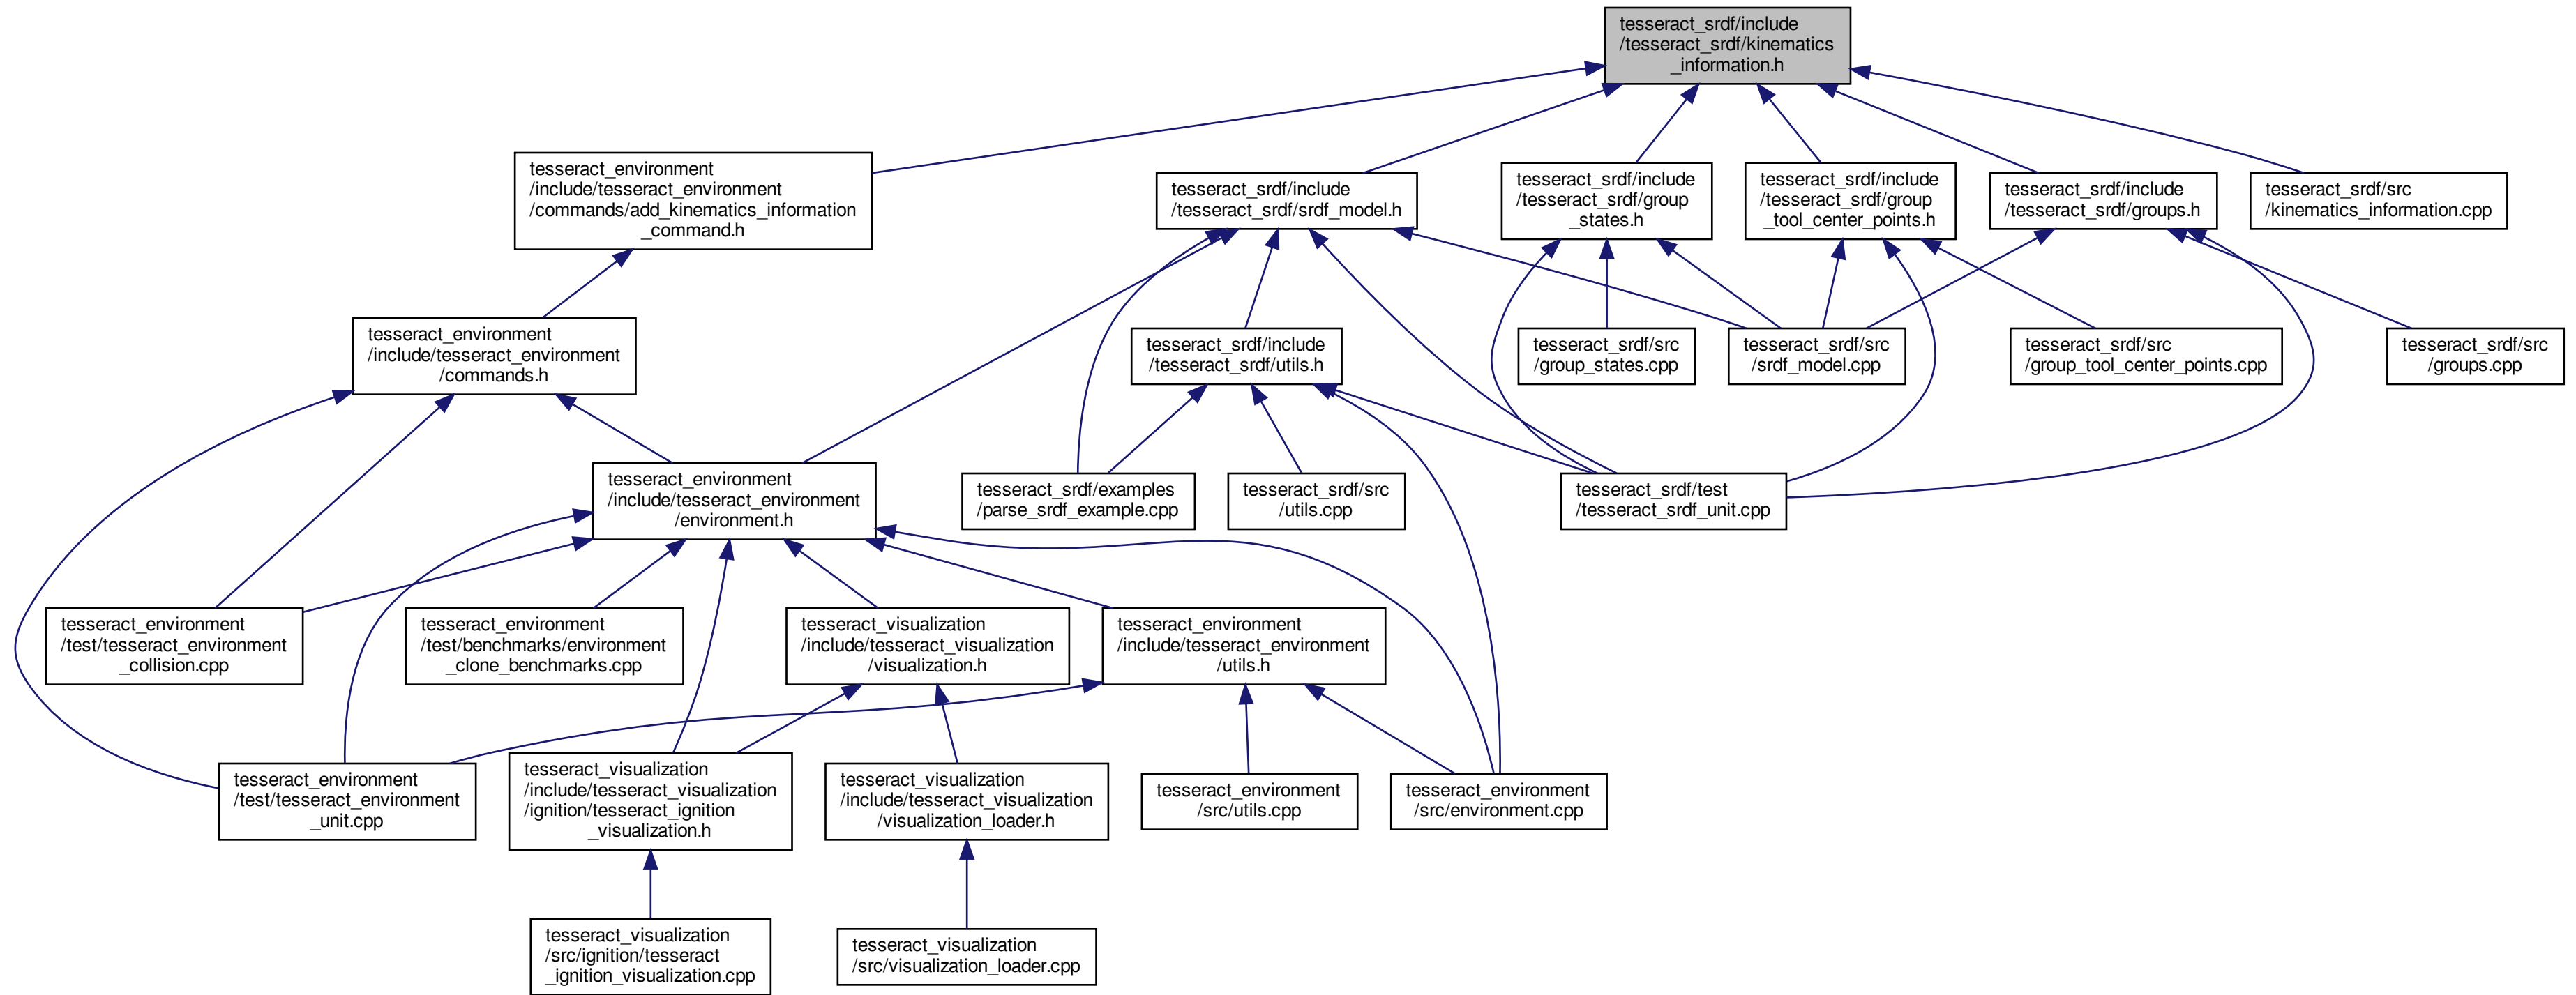 tesseract_srdf/include
/tesseract_srdf/kinematics
_information.h
tesseract_environment
/include/tesseract_environment
/commands/add_kinematics_information
_command.h
tesseract_srdf/include
/tesseract_srdf/srdf_model.h
tesseract_srdf/include
/tesseract_srdf/group
_states.h
tesseract_srdf/include
/tesseract_srdf/group
_tool_center_points.h
tesseract_srdf/include
/tesseract_srdf/groups.h
tesseract_srdf/src
/kinematics_information.cpp
tesseract_environment
/include/tesseract_environment
/commands.h
tesseract_srdf/include
/tesseract_srdf/utils.h
tesseract_srdf/src
/group_states.cpp
tesseract_srdf/src
/srdf_model.cpp
tesseract_srdf/src
/group_tool_center_points.cpp
tesseract_srdf/src
/groups.cpp
tesseract_environment
/include/tesseract_environment
/environment.h
tesseract_srdf/examples
/parse_srdf_example.cpp
tesseract_srdf/src
/utils.cpp
tesseract_srdf/test
/tesseract_srdf_unit.cpp
tesseract_environment
/test/tesseract_environment
_collision.cpp
tesseract_environment
/test/benchmarks/environment
_clone_benchmarks.cpp
tesseract_visualization
/include/tesseract_visualization
/visualization.h
tesseract_environment
/include/tesseract_environment
/utils.h
tesseract_environment
/test/tesseract_environment
_unit.cpp
tesseract_visualization
/include/tesseract_visualization
/ignition/tesseract_ignition
_visualization.h
tesseract_visualization
/include/tesseract_visualization
/visualization_loader.h
tesseract_environment
/src/utils.cpp
tesseract_environment
/src/environment.cpp
tesseract_visualization
/src/ignition/tesseract
_ignition_visualization.cpp
tesseract_visualization
/src/visualization_loader.cpp